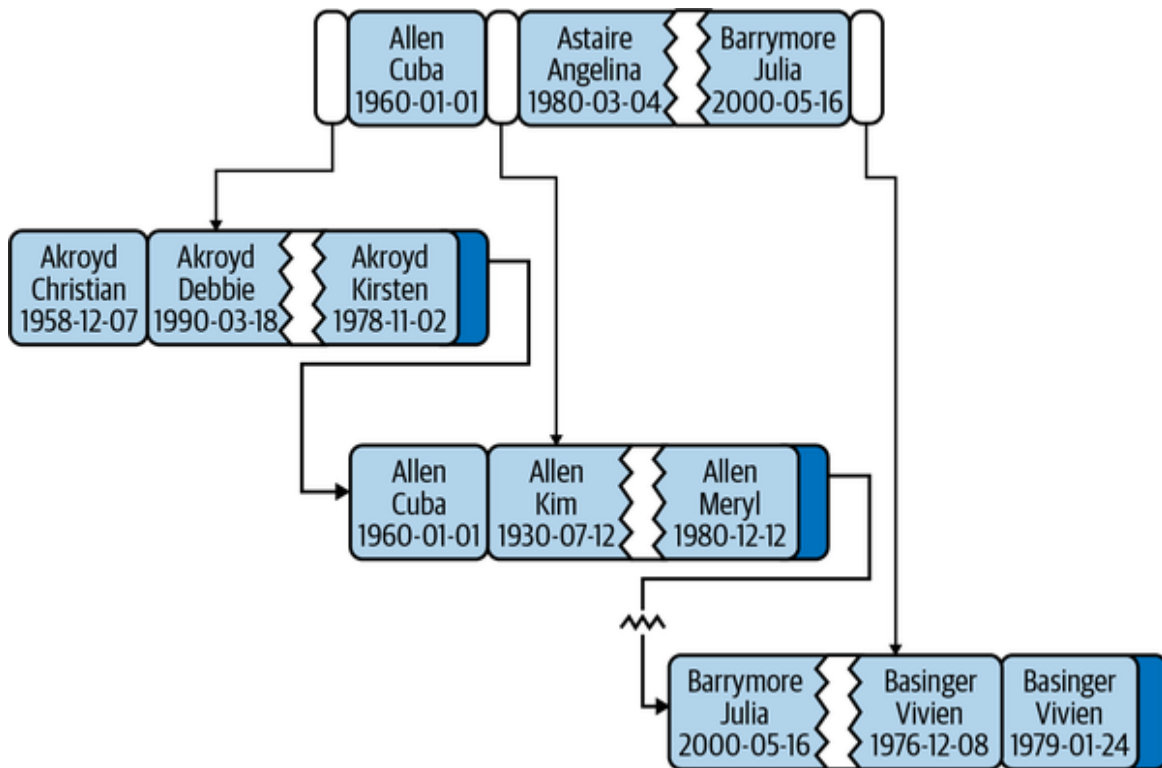 Allen
Cuba
1960-01-01
Astaire
Angelina
1980-03-04
Barrymore
Julia
2000-05-16
Akroyd
Christian
1958-12-07
Akroyd
Debbie
1990-03-18
Akroyd
Kirsten
1978-11-02
Allen
Cuba
1960-01-01
Allen
Kim
1930-07-12
Allen
Meryl
1980-12-12
Barrymore
Julia
2000-05-16
Basinger
Vivien
1976-12-08
Basinger
Vivien
1979-01-24